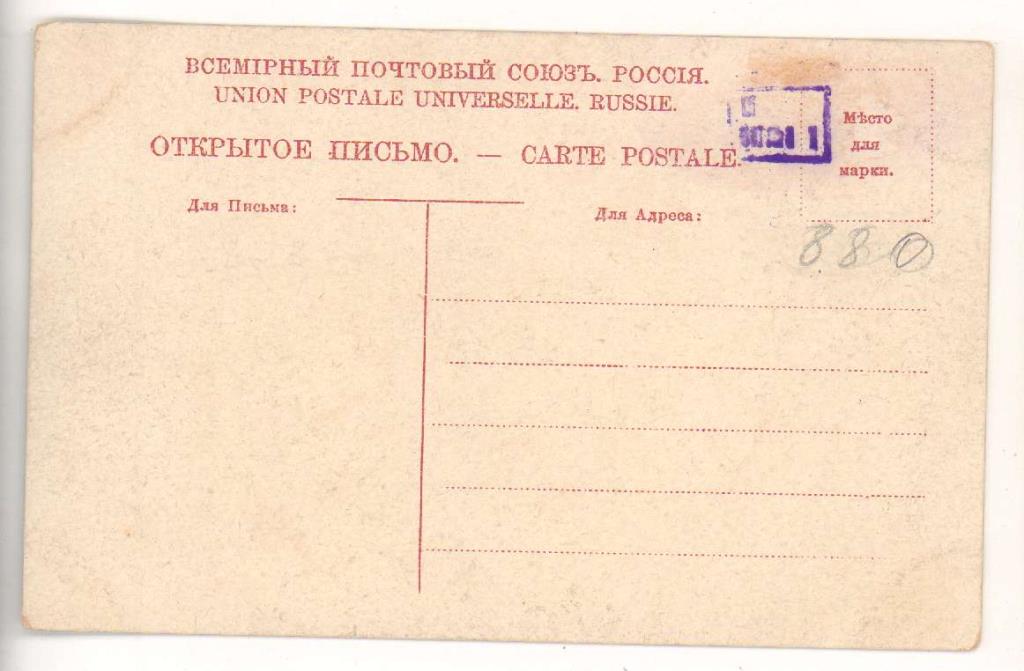 ВСЕМІРНЫЙ ПОЧТОВЫЙ СОЮЗЪ. РОССІЯ.
UNION POSTALE UNIVERSELLE. RUSSIE.
ОТКРЫТОЕ ПИСЬМО. — CARTE POSTALE.
Мѣсто
для
марки.
Для Письма:
Для Адреса:
880